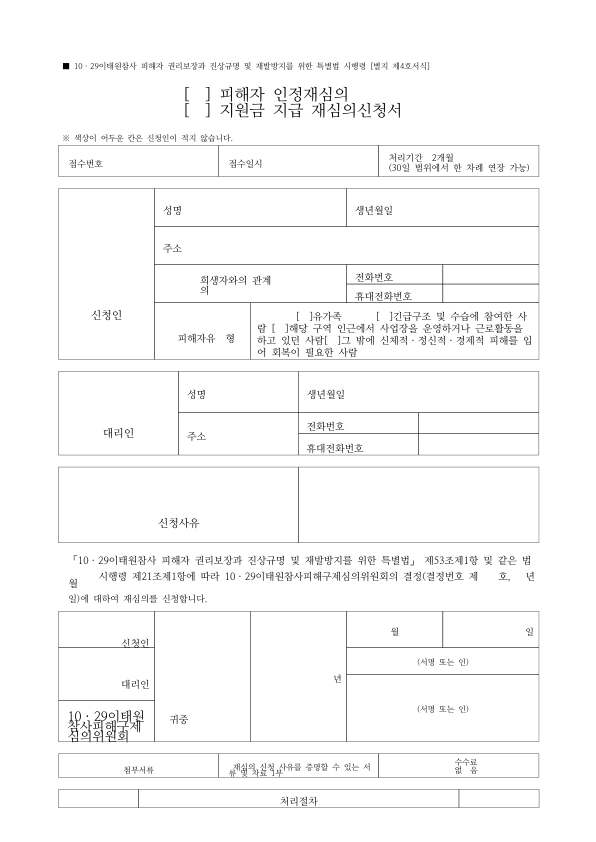 ■ 10ㆍ29이태원참사 피해자 권리보장과 진상규명 및 재발방지를 위한 특별법 시행령 [별지 제4호서식]
[  ] 피해자 인정재심의
[  ] 지원금 지급 재심의신청서
※ 색상이 어두운 칸은 신청인이 적지 않습니다.
접수번호
접수일시
처리기간  2개월
(30일 범위에서 한 차례 연장 가능)
신청인
성명
생년월일
주소
희생자와의 관계
의
전화번호
휴대전화번호
피해자유  형
[  ]유가족      [  ]긴급구조 및 수습에 참여한 사
람 [  ]해당 구역 인근에서 사업장을 운영하거나 근로활동을
하고 있던 사람[  ]그 밖에 신체적ㆍ정신적ㆍ경제적 피해를 입
어 회복이 필요한 사람
대리인
성명
생년월일
주소
전화번호
휴대전화번호
신청사유
「10ㆍ29이태원참사 피해자 권리보장과 진상규명 및 재발방지를 위한 특별법」 제53조제1항 및 같은 법
시행령 제21조제1항에 따라 10ㆍ29이태원참사피해구제심의위원회의 결정(결정번호 제    호,   년
월
일)에 대하여 재심의를 신청합니다.
년
월
일
신청인
(서명 또는 인)
대리인
(서명 또는 인)
10ㆍ29이태원
참사피해구제
심의위원회
귀중
첨부서류
재심의 신청 사유를 증명할 수 있는 서
류 및 자료 1부
수수료
없  음
처리절차